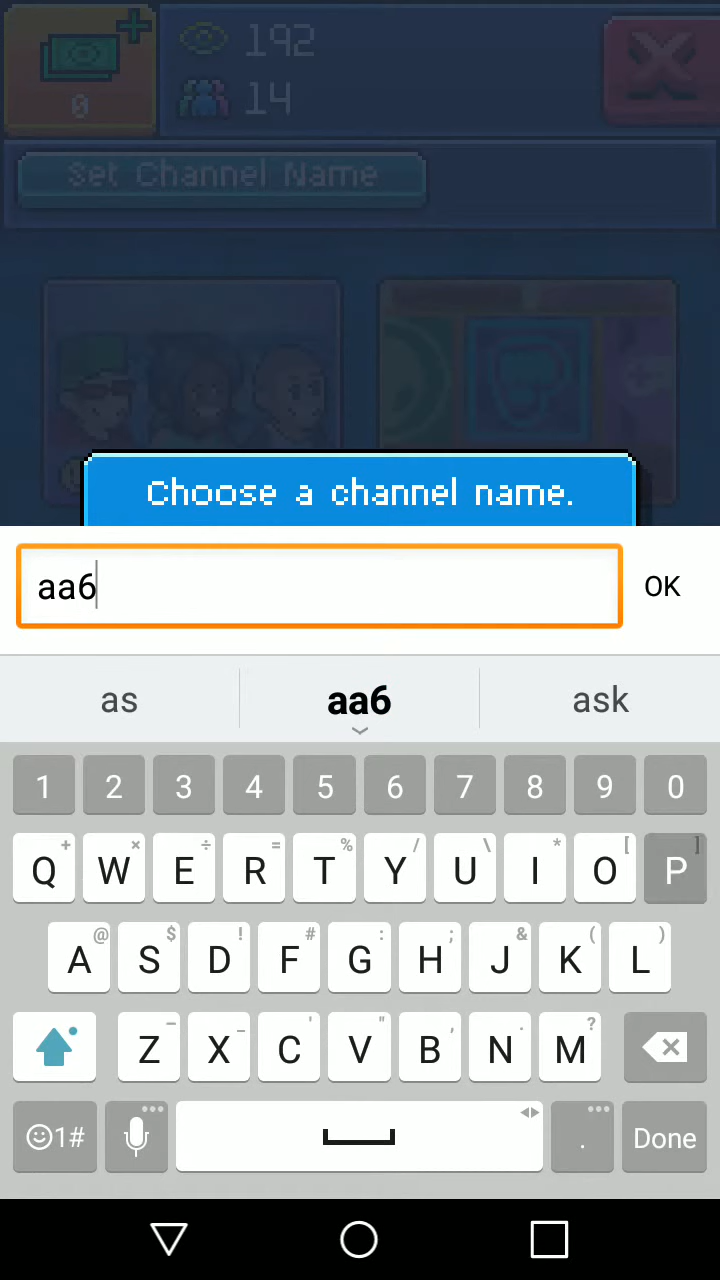 192
0
14
Set Channel Name
Choose a channel name.
aa6
OK
as aa6 ask
1 2 3 4 5 6 7 8 9 0
+ × ÷ = % / \ * [ ]
Q W E R T Y U I O P
@ $ ! # : ; & ( )
A S D F G H J K L
– _ ' " , . ?
Z X C V B N M
1# . Done